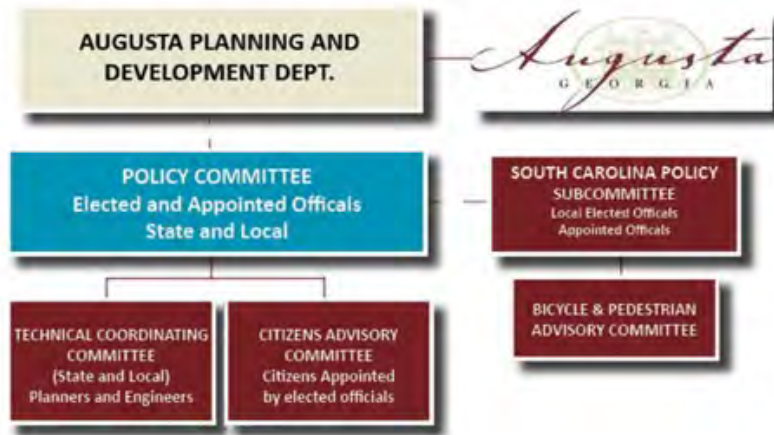 AUGUSTA PLANNING AND
DEVELOPMENT DEPT.
Augusta
GEORGIA
POLICY COMMITTEE
Elected and Appointed Officals
State and Local
SOUTH CAROLINA POLICY
SUBCOMMITTEE
Local Elected Officals
Appointed Officals
TECHNICAL COORDINATING
COMMITTEE
(State and Local)
Planners and Engineers
CITIZENS ADVISORY
COMMITTEE
Citizens Appointed
by elected officials
BICYCLE & PEDESTRIAN
ADVISORY COMMITTEE